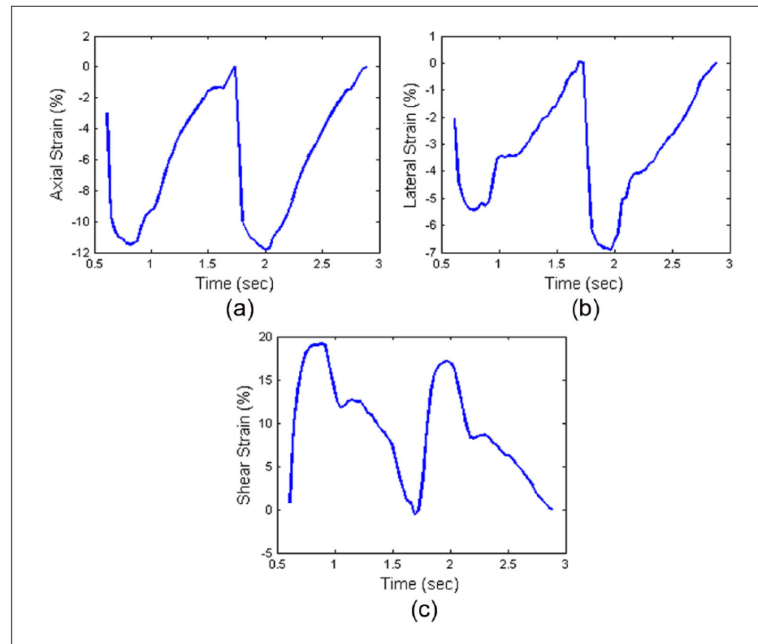 2
0
-2
-4
-6
-8
-10
-12
Axial Strain (%)
0.5 1 1.5 2 2.5 3
Time (sec)
(a)
1
0
-1
-2
-3
-4
-5
-6
-7
Lateral Strain (%)
0.5 1 1.5 2 2.5 3
Time (sec)
(b)
20
15
10
5
0
-5
Shear Strain (%)
0.5 1 1.5 2 2.5 3
Time (sec)
(c)